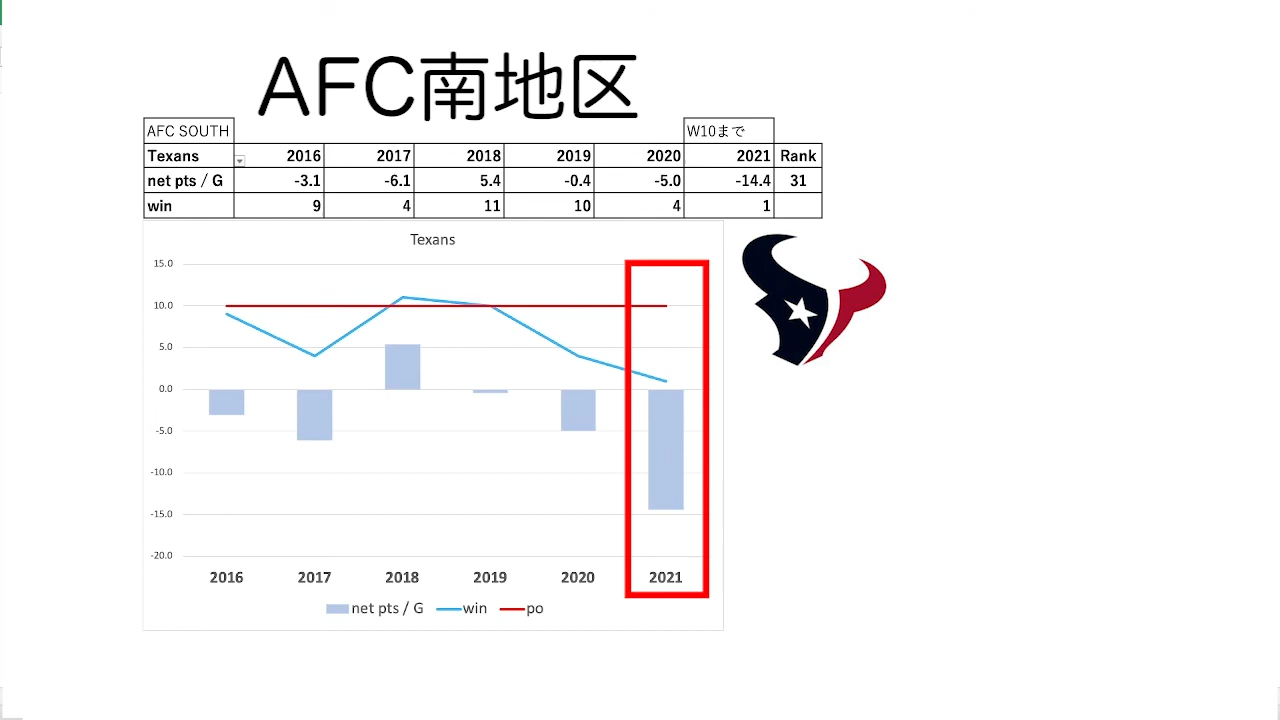 AFC南地区
AFC SOUTH W10まで
Texans 2016 2017 2018 2019 2020 2021 Rank
net pts / G -3.1 -6.1 5.4 -0.4 -5.0 -14.4 31
win 9 4 11 10 4 1
Texans
15.0
10.0
5.0
0.0
-5.0
-10.0
-15.0
-20.0
2016 2017 2018 2019 2020 2021
net pts / G win po